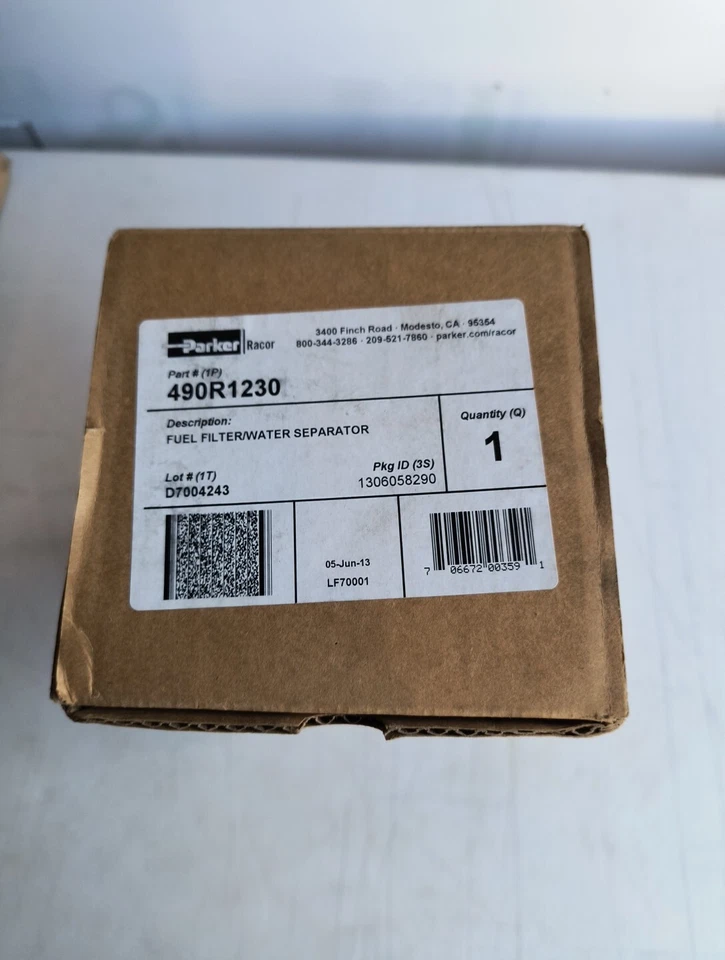 Parker Racor
3400 Finch Road · Modesto, CA · 95354
800-344-3286 · 209-521-7860 · parker.com/racor
Part # (1P)
490R1230
Description:
FUEL FILTER/WATER SEPARATOR
Quantity (Q)
1
Lot # (1T)
D7004243
Pkg ID (3S)
1306058290
05-Jun-13
LF70001
7 06672 00359 1